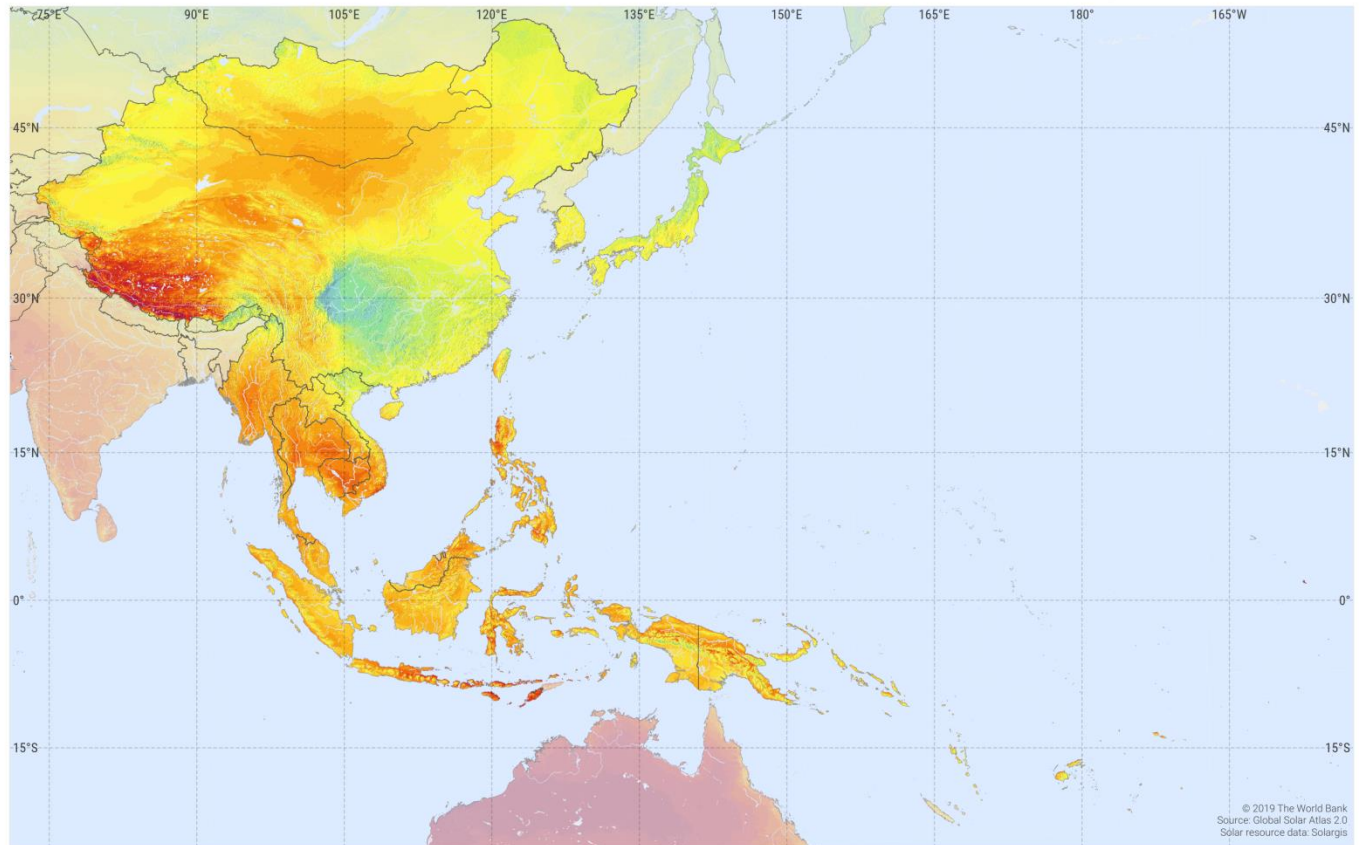 75°E 90°E 105°E 120°E 135°E 150°E 165°E 180° 165°W
45°N 45°N
30°N 30°N
15°N 15°N
0° 0°
15°S 15°S
© 2019 The World Bank
Source: Global Solar Atlas 2.0
Solar resource data: Solargis